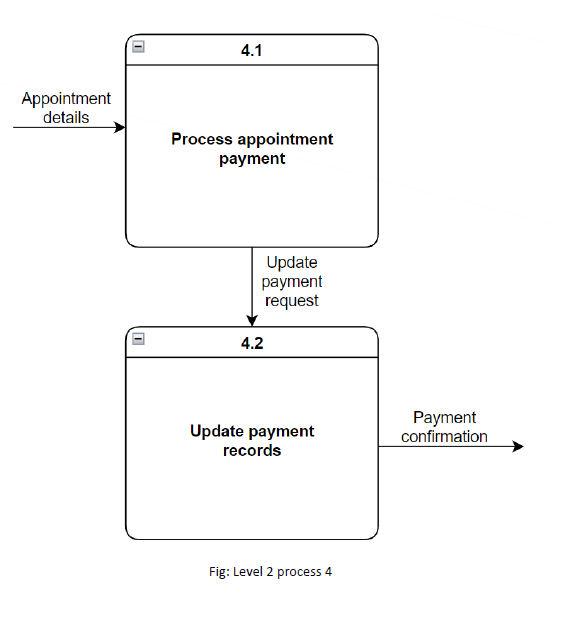 4.1
Appointment
details
Process appointment
payment
Update
payment
request
4.2
Update payment
records
Payment
confirmation
Fig: Level 2 process 4